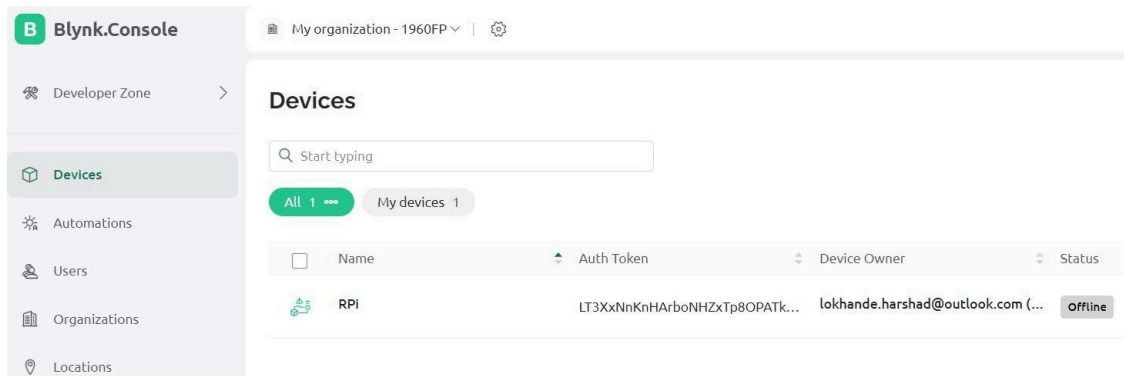 B Blynk.Console
My organization - 1960FP
Developer Zone
Devices
Start typing
Devices
All 1 My devices 1
Automations
Name Auth Token Device Owner Status
Users
RPi LT3XxNnKnHArboNHZxTp8OPATk... lokhande.harshad@outlook.com (... Offline
Organizations
Locations